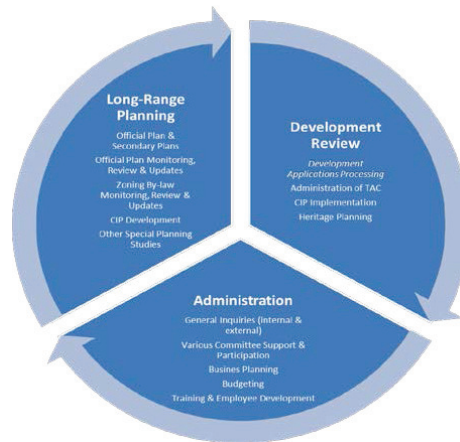 Long-Range
Planning
Official Plan &
Secondary Plans
Official Plan Monitoring,
Review & Updates
Zoning By-law
Monitoring, Review &
Updates
CIP Development
Other Special Planning
Studies
Development
Review
Development
Applications Processing
Administration of TAC
CIP Implementation
Heritage Planning
Administration
General Inquiries (internal &
external)
Various Committee Support &
Participation
Busines Planning
Budgeting
Training & Employee Development